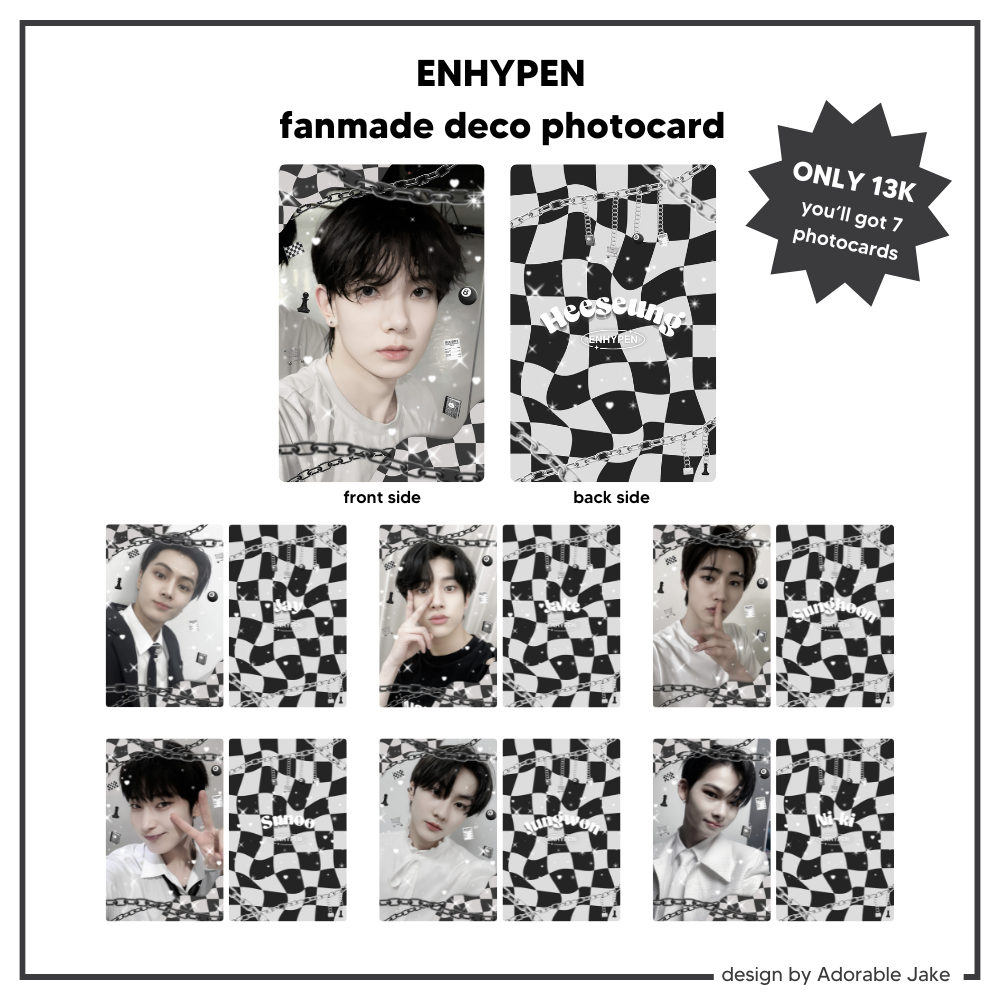 ENHYPEN
fanmade deco photocard
ONLY 13K
you'll got 7
photocards
Heeseung
ENHYPEN
front side
back side
Jay
Jake
Sunghoon
Sunoo
Jungwon
Ni-ki
design by Adorable Jake